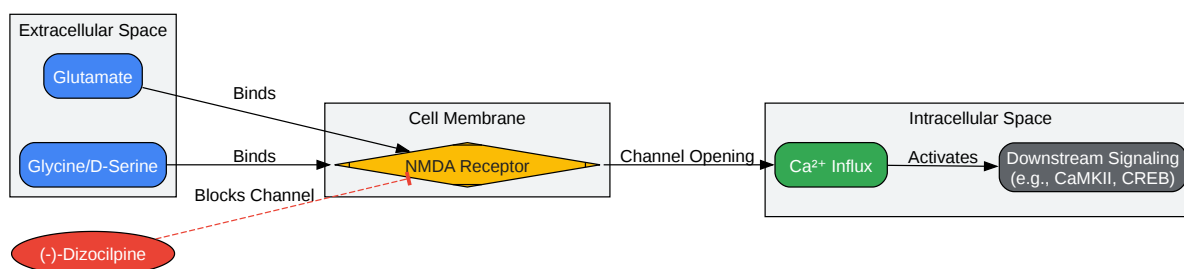 Extracellular Space
Glutamate
Glycine/D-Serine
Binds
Binds
Blocks Channel
(-)-Dizocilpine
Cell Membrane
NMDA Receptor
Channel Opening
Intracellular Space
Ca²⁺ Influx
Activates
Downstream Signaling
(e.g., CaMKII, CREB)